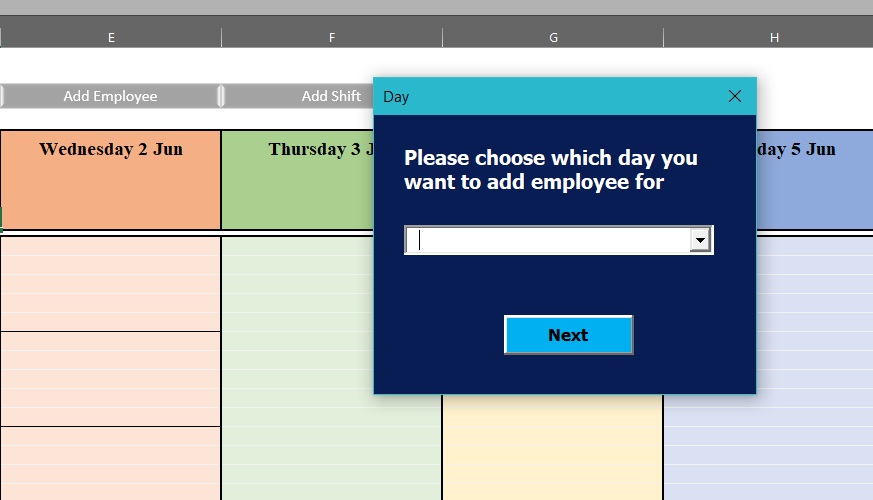 E F G H
Add Employee Add Shift
Day
Wednesday 2 Jun Thursday 3 J day 5 Jun
Please choose which day you
want to add employee for
Next